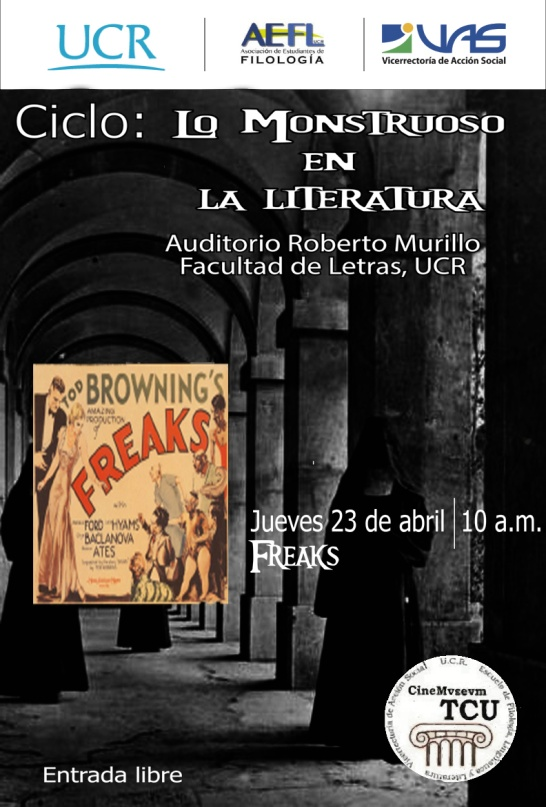 UCR
AEFL
Asociación de Estudiantes de
FILOLOGÍA
VAS
Vicerrectoría de Acción Social
Ciclo: Lo Monstruoso
en
la literatura
Auditorio Roberto Murillo
Facultad de Letras, UCR
TOD BROWNING'S
AMAZING
PRODUCTION
of
FREAKS
with
FORD HYAMS
BACLANOVA
ATES
Jueves 23 de abril | 10 a.m.
Freaks
U.C.R. Escuela de Filología, Lingüística y Literatura
Vicerrectoría de Acción Social
CineMvsevm
TCU
Entrada libre